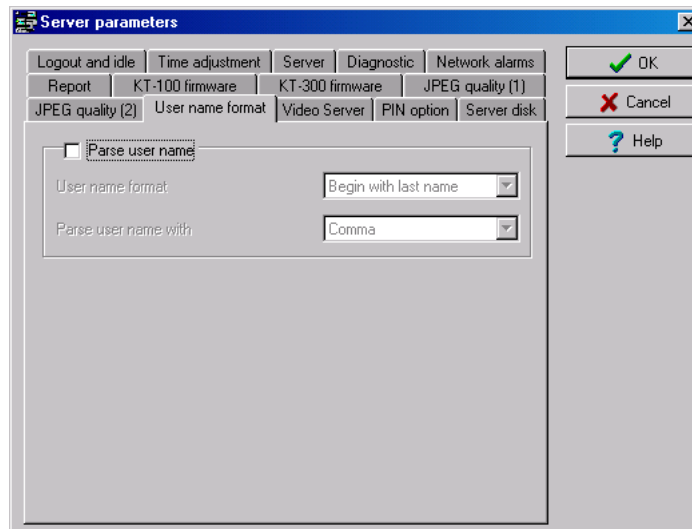 Server parameters
Logout and idle Time adjustment Server Diagnostic Network alarms
Report KT-100 firmware KT-300 firmware JPEG quality (1)
JPEG quality (2) User name format Video Server PIN option Server disk
Parse user name
User name format Begin with last name
Parse user name with Comma
OK
Cancel
Help